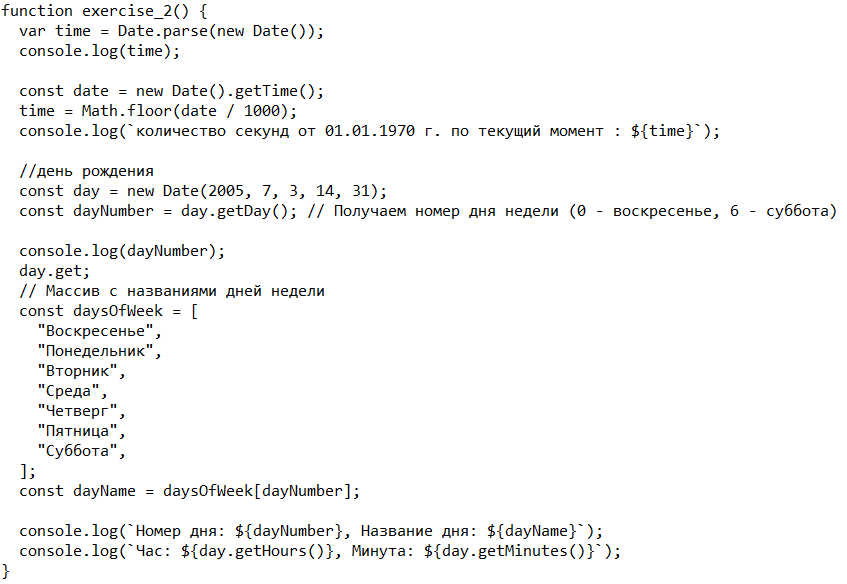 function exercise_2() {
  var time = Date.parse(new Date());
  console.log(time);

  const date = new Date().getTime();
  time = Math.floor(date / 1000);
  console.log(`количество секунд от 01.01.1970 г. по текущий момент : ${time}`);

  //день рождения
  const day = new Date(2005, 7, 3, 14, 31);
  const dayNumber = day.getDay(); // Получаем номер дня недели (0 - воскресенье, 6 - суббота)

  console.log(dayNumber);
  day.get;
  // Массив с названиями дней недели
  const daysOfWeek = [
    "Воскресенье",
    "Понедельник",
    "Вторник",
    "Среда",
    "Четверг",
    "Пятница",
    "Суббота",
  ];
  const dayName = daysOfWeek[dayNumber];

  console.log(`Номер дня: ${dayNumber}, Название дня: ${dayName}`);
  console.log(`Час: ${day.getHours()}, Минута: ${day.getMinutes()}`);
}